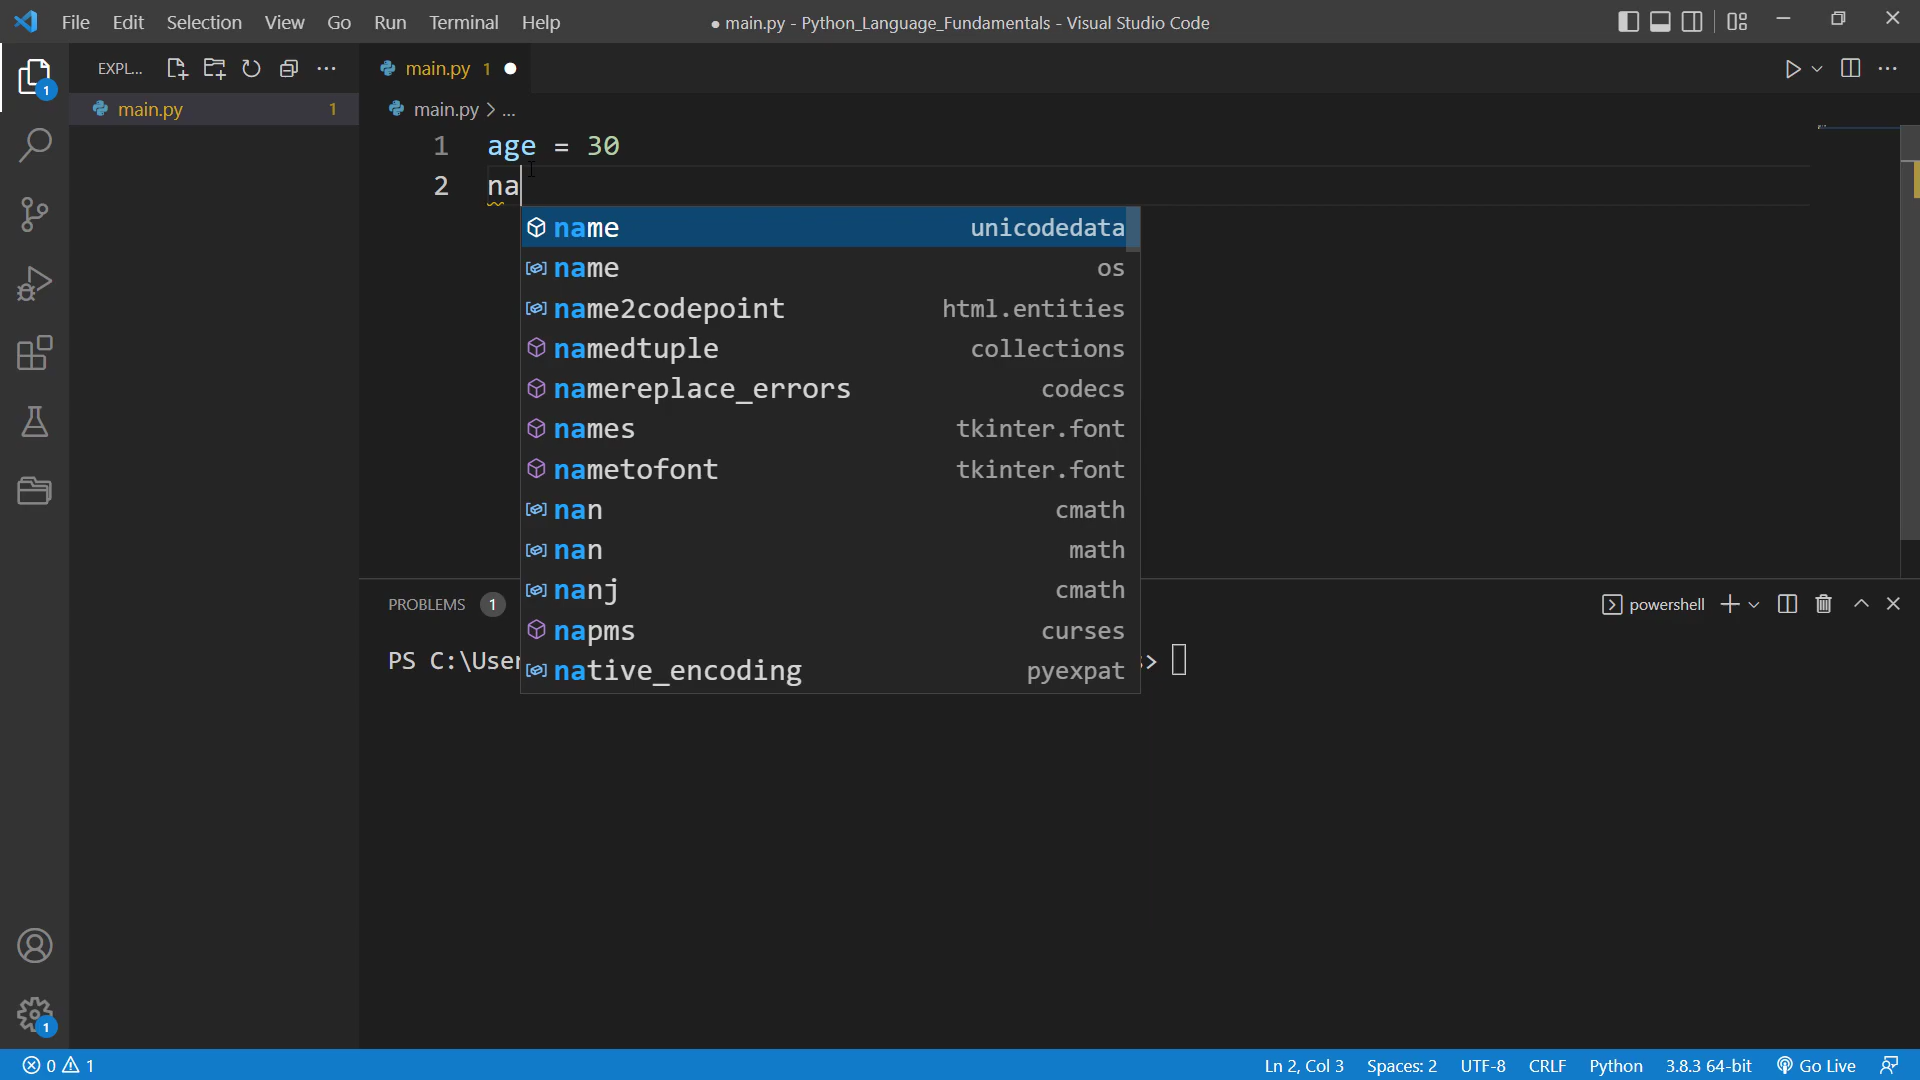 File Edit Selection View Go Run Terminal Help
● main.py - Python_Language_Fundamentals - Visual Studio Code
EXPL...
main.py 1
main.py 1
main.py > ...
1 age = 30
2 na
name unicodedata
name os
name2codepoint html.entities
namedtuple collections
namereplace_errors codecs
names tkinter.font
nametofont tkinter.font
nan cmath
nan math
nanj cmath
napms curses
native_encoding pyexpat
PROBLEMS 1
powershell
PS C:\User
>
1
1
0 1
Ln 2, Col 3 Spaces: 2 UTF-8 CRLF Python 3.8.3 64-bit Go Live